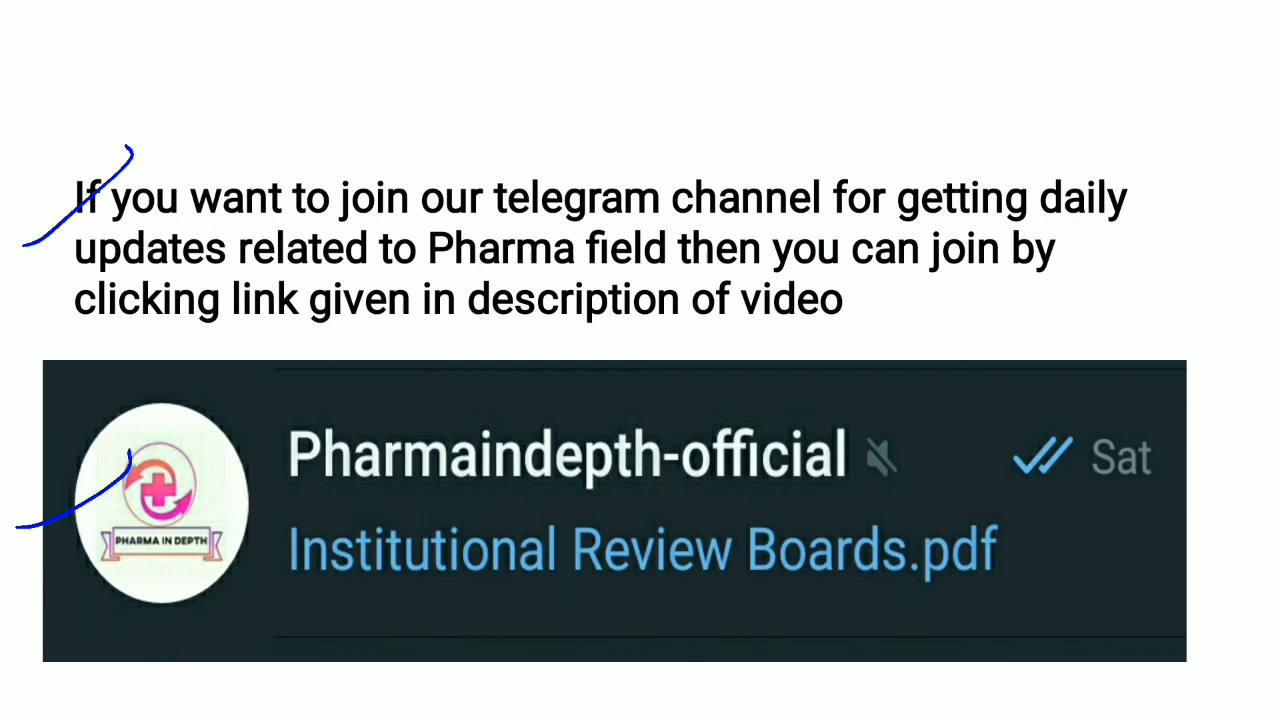 If you want to join our telegram channel for getting daily
updates related to Pharma field then you can join by
clicking link given in description of video
Pharmaindepth-official Sat
Institutional Review Boards.pdf
PHARMA IN DEPTH